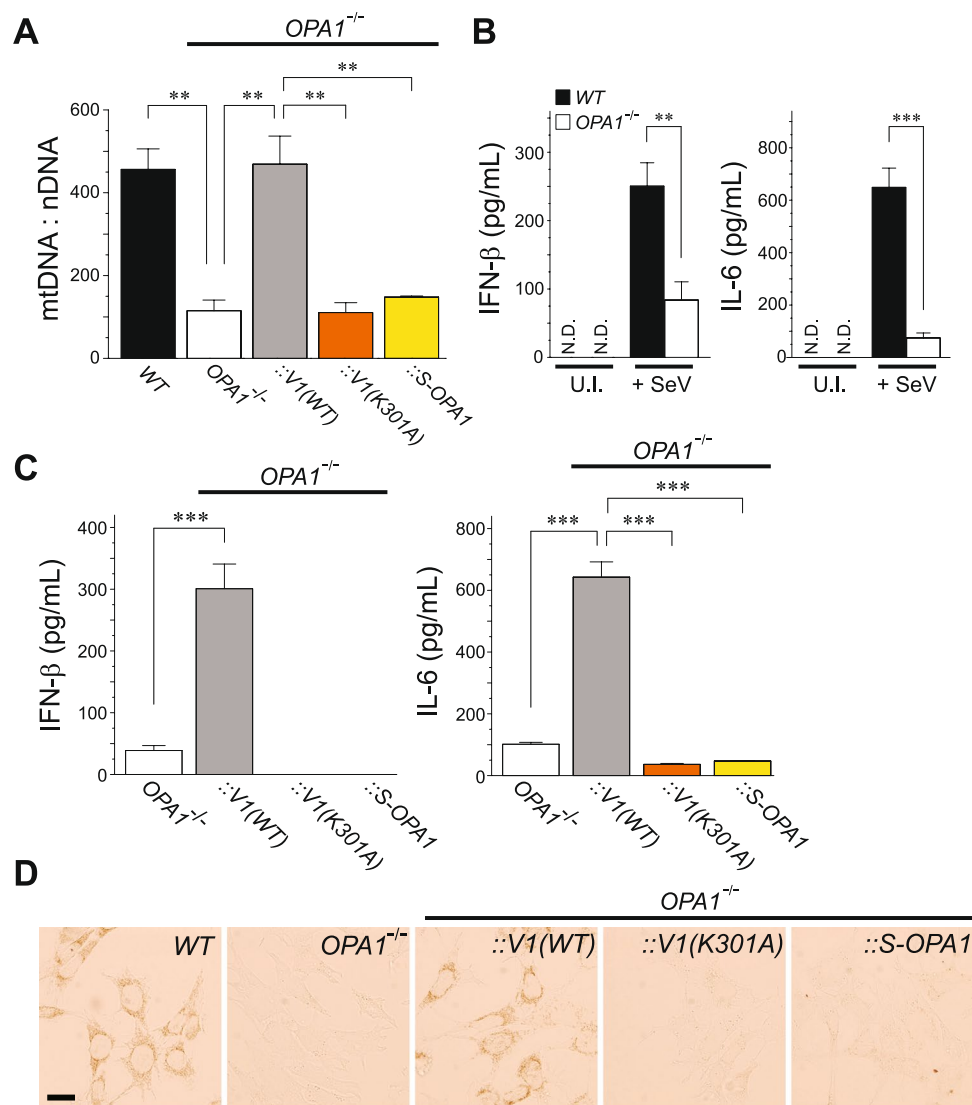 A
OPA1⁻/⁻
** ** ** **
mtDNA : nDNA
600
400
200
0
WT OPA1⁻/⁻ ::V1(WT) ::V1(K301A) ::S-OPA1
B
WT
OPA1⁻/⁻
**
IFN-β (pg/mL)
300
200
100
0
N.D. N.D.
U.I. + SeV
***
IL-6 (pg/mL)
800
600
400
200
0
N.D. N.D.
U.I. + SeV
C
OPA1⁻/⁻
***
IFN-β (pg/mL)
400
300
200
100
0
OPA1⁻/⁻ ::V1(WT) ::V1(K301A) ::S-OPA1
OPA1⁻/⁻
***
*** ***
IL-6 (pg/mL)
800
600
400
200
0
OPA1⁻/⁻ ::V1(WT) ::V1(K301A) ::S-OPA1
D
OPA1⁻/⁻
WT OPA1⁻/⁻ ::V1(WT) ::V1(K301A) ::S-OPA1